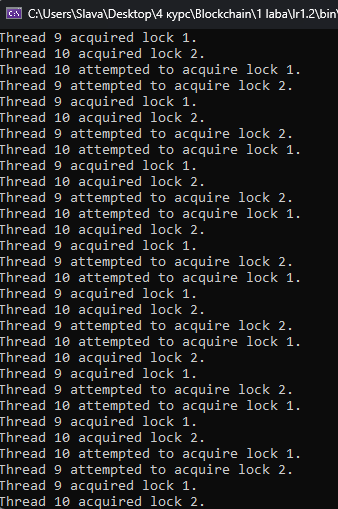 C:\Users\Slava\Desktop\4 курс\Blockchain\1 laba\lr1.2\bin\
Thread 9 acquired lock 1.
Thread 10 acquired lock 2.
Thread 10 attempted to acquire lock 1.
Thread 9 attempted to acquire lock 2.
Thread 9 acquired lock 1.
Thread 10 acquired lock 2.
Thread 9 attempted to acquire lock 2.
Thread 10 attempted to acquire lock 1.
Thread 9 acquired lock 1.
Thread 10 acquired lock 2.
Thread 9 attempted to acquire lock 2.
Thread 10 attempted to acquire lock 1.
Thread 10 acquired lock 2.
Thread 9 acquired lock 1.
Thread 9 attempted to acquire lock 2.
Thread 10 attempted to acquire lock 1.
Thread 9 acquired lock 1.
Thread 10 acquired lock 2.
Thread 9 attempted to acquire lock 2.
Thread 10 attempted to acquire lock 1.
Thread 10 acquired lock 2.
Thread 9 acquired lock 1.
Thread 9 attempted to acquire lock 2.
Thread 10 attempted to acquire lock 1.
Thread 9 acquired lock 1.
Thread 10 acquired lock 2.
Thread 10 attempted to acquire lock 1.
Thread 9 attempted to acquire lock 2.
Thread 9 acquired lock 1.
Thread 10 acquired lock 2.